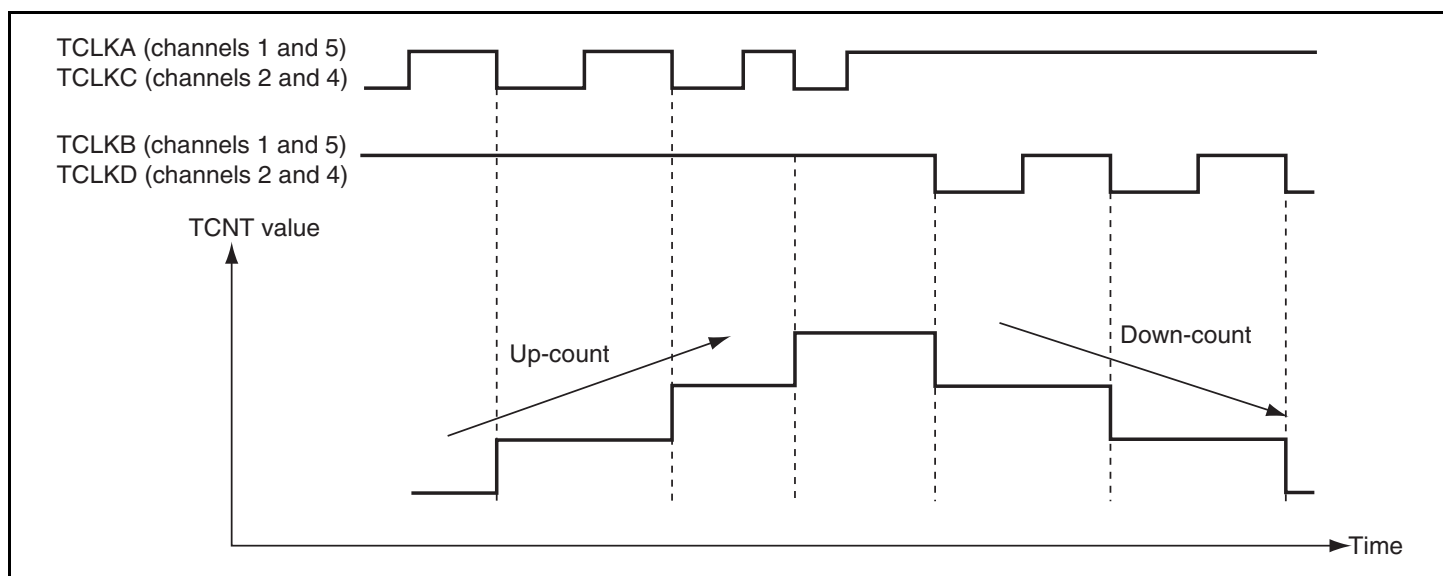 TCLKA (channels 1 and 5)
TCLKC (channels 2 and 4)
TCLKB (channels 1 and 5)
TCLKD (channels 2 and 4)
TCNT value
Up-count
Down-count
Time